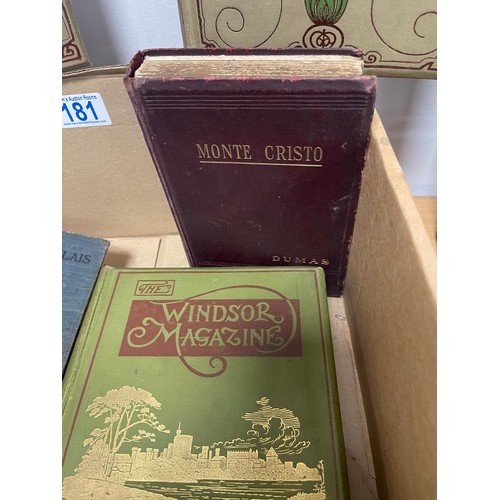 181
MONTE CRISTO
DUMAS
LAIS
THE
WINDSOR
MAGAZINE